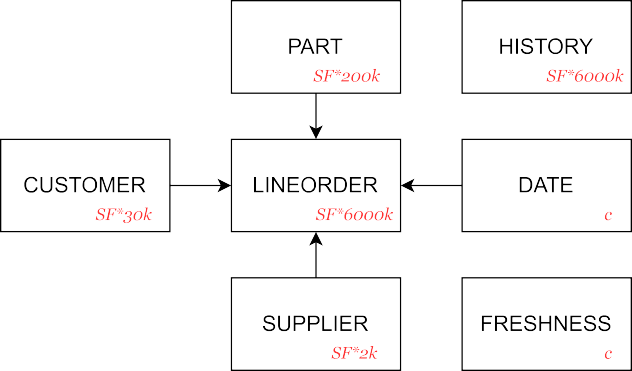 PART
SF*200k
HISTORY
SF*6000k
CUSTOMER
SF*30k
LINEORDER
SF*6000k
DATE
c
SUPPLIER
SF*2k
FRESHNESS
c